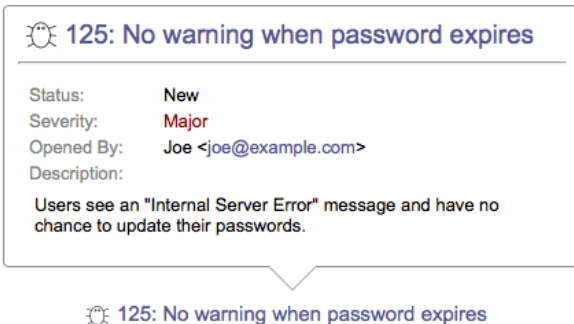 125: No warning when password expires
Status: New
Severity: Major
Opened By: Joe <joe@example.com>
Description:
Users see an "Internal Server Error" message and have no
chance to update their passwords.
125: No warning when password expires